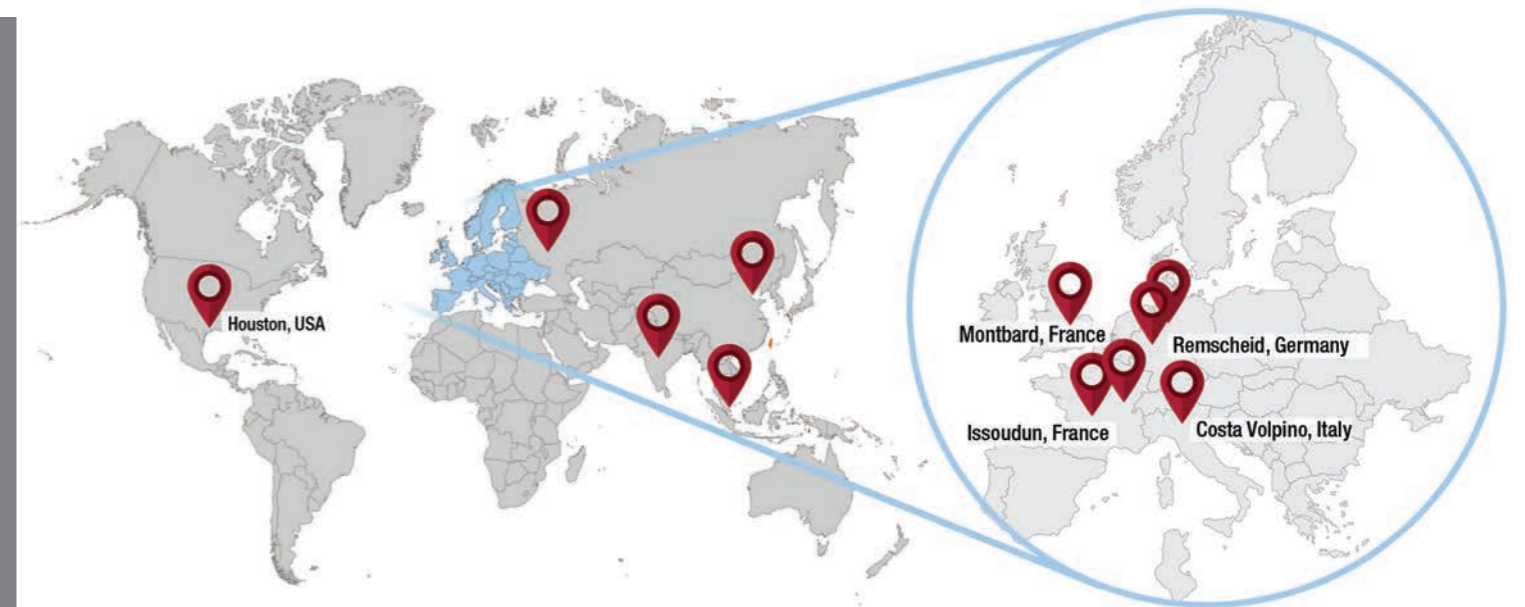 Houston, USA
Montbard, France
Remscheid, Germany
Issoudun, France
Costa Volpino, Italy